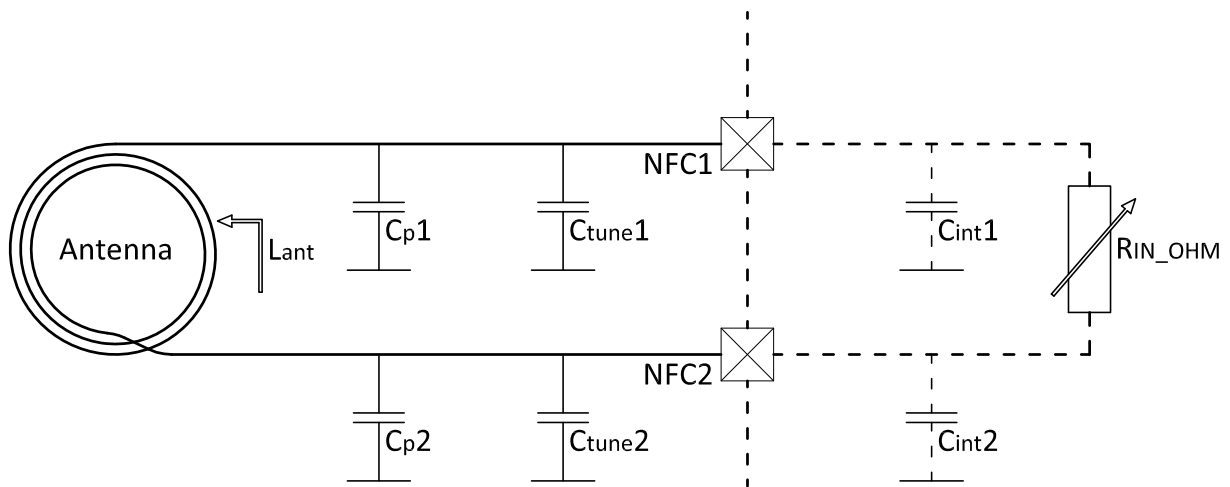 NFC1
Cp1
Ctune1
Cint1
Antenna
Lant
RIN_OHM
NFC2
Cp2
Ctune2
Cint2